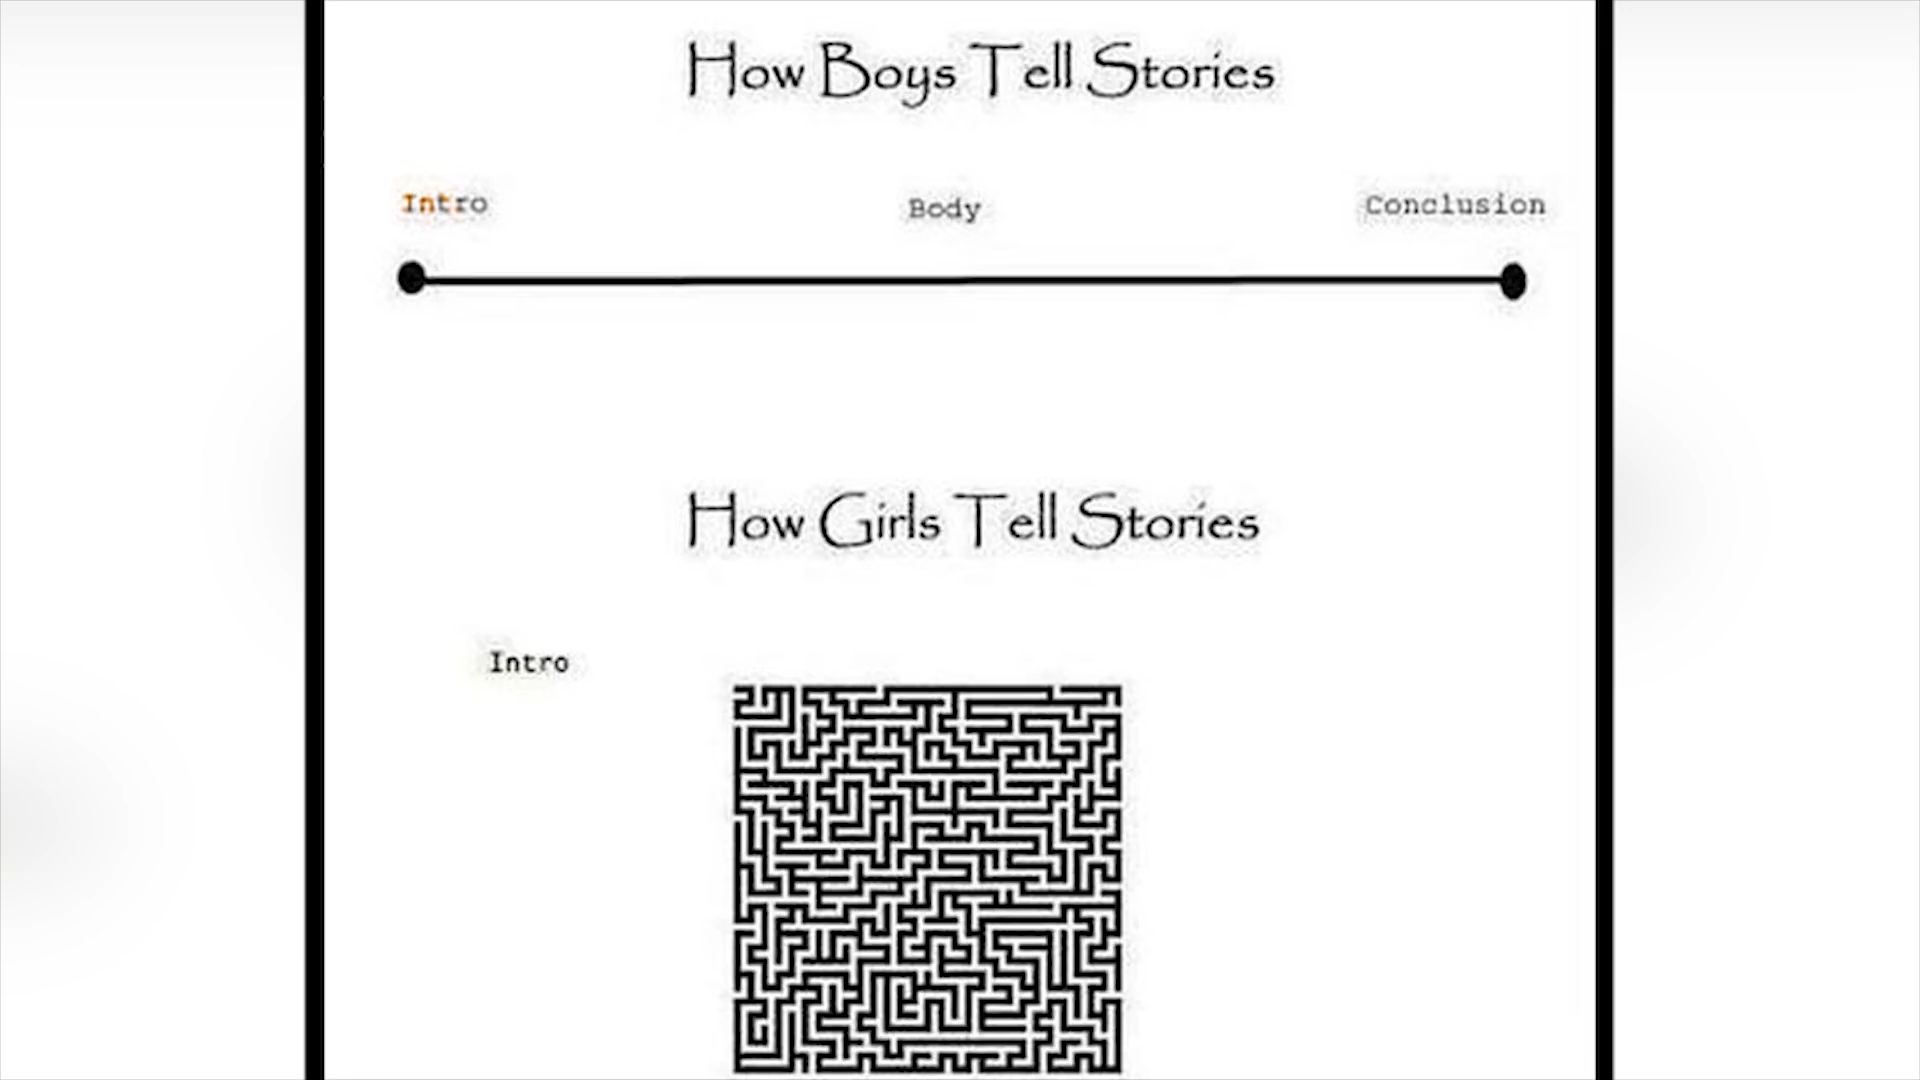 How Boys Tell Stories
Intro Body Conclusion
How Girls Tell Stories
Intro